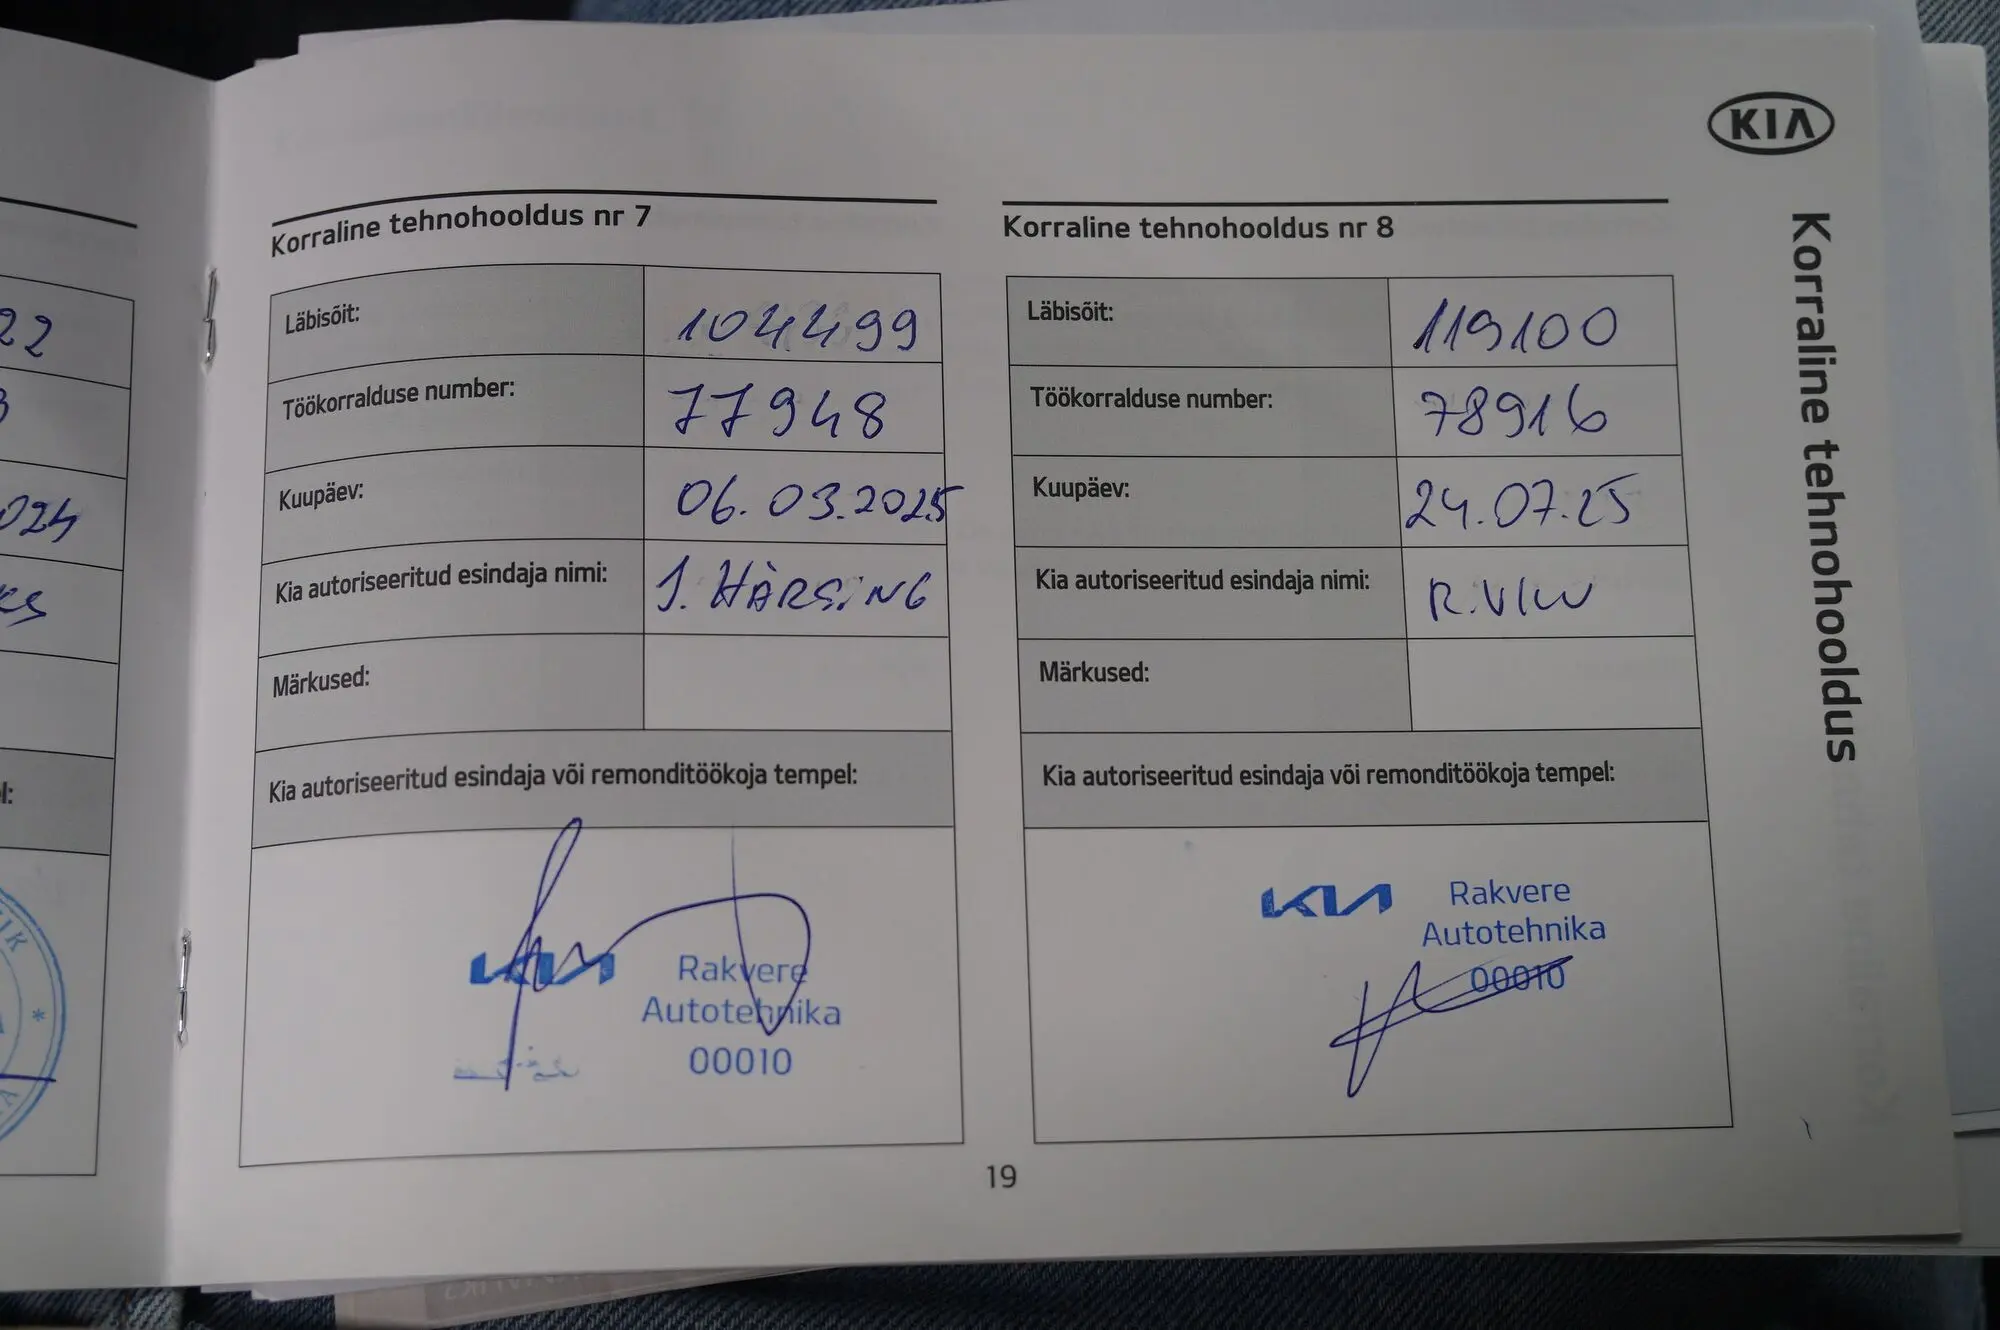 22
024
KIA
Korraline tehnohooldus
Korraline tehnohooldus nr 7
Läbisõit: 104499
Töökorralduse number: 77948
Kuupäev: 06.03.2025
Kia autoriseeritud esindaja nimi: J. HÄRSING
Märkused:
Kia autoriseeritud esindaja või remonditöökoja tempel:
KIA Rakvere
Autotehnika
00010
Korraline tehnohooldus nr 8
Läbisõit: 119100
Töökorralduse number: 78916
Kuupäev: 24.07.25
Kia autoriseeritud esindaja nimi:
Märkused:
Kia autoriseeritud esindaja või remonditöökoja tempel:
KIA Rakvere
Autotehnika
00010
19